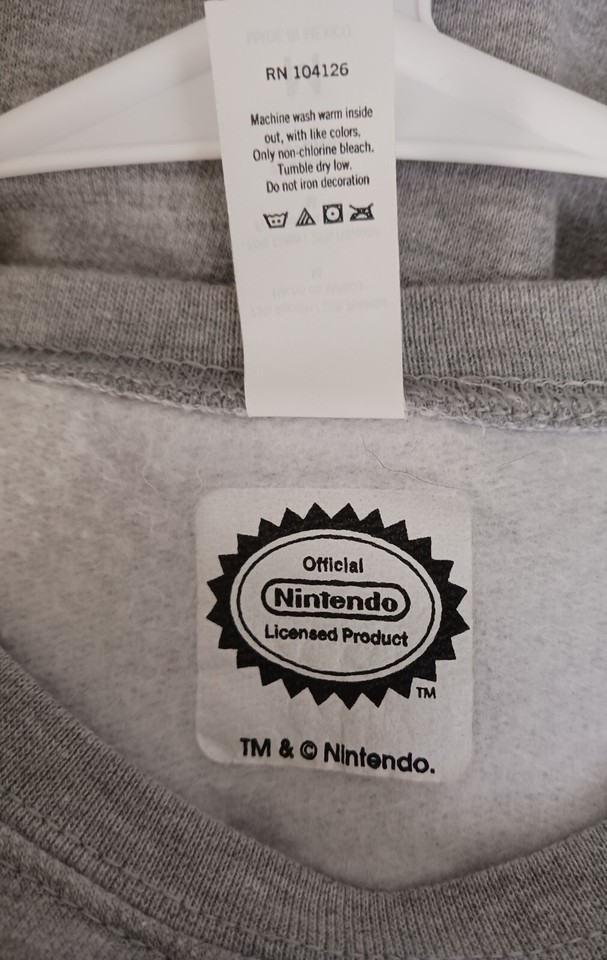 RN 104126
Machine wash warm inside
out, with like colors.
Only non-chlorine bleach.
Tumble dry low.
Do not iron decoration
Official
Nintendo
Licensed Product
TM
TM & © Nintendo.